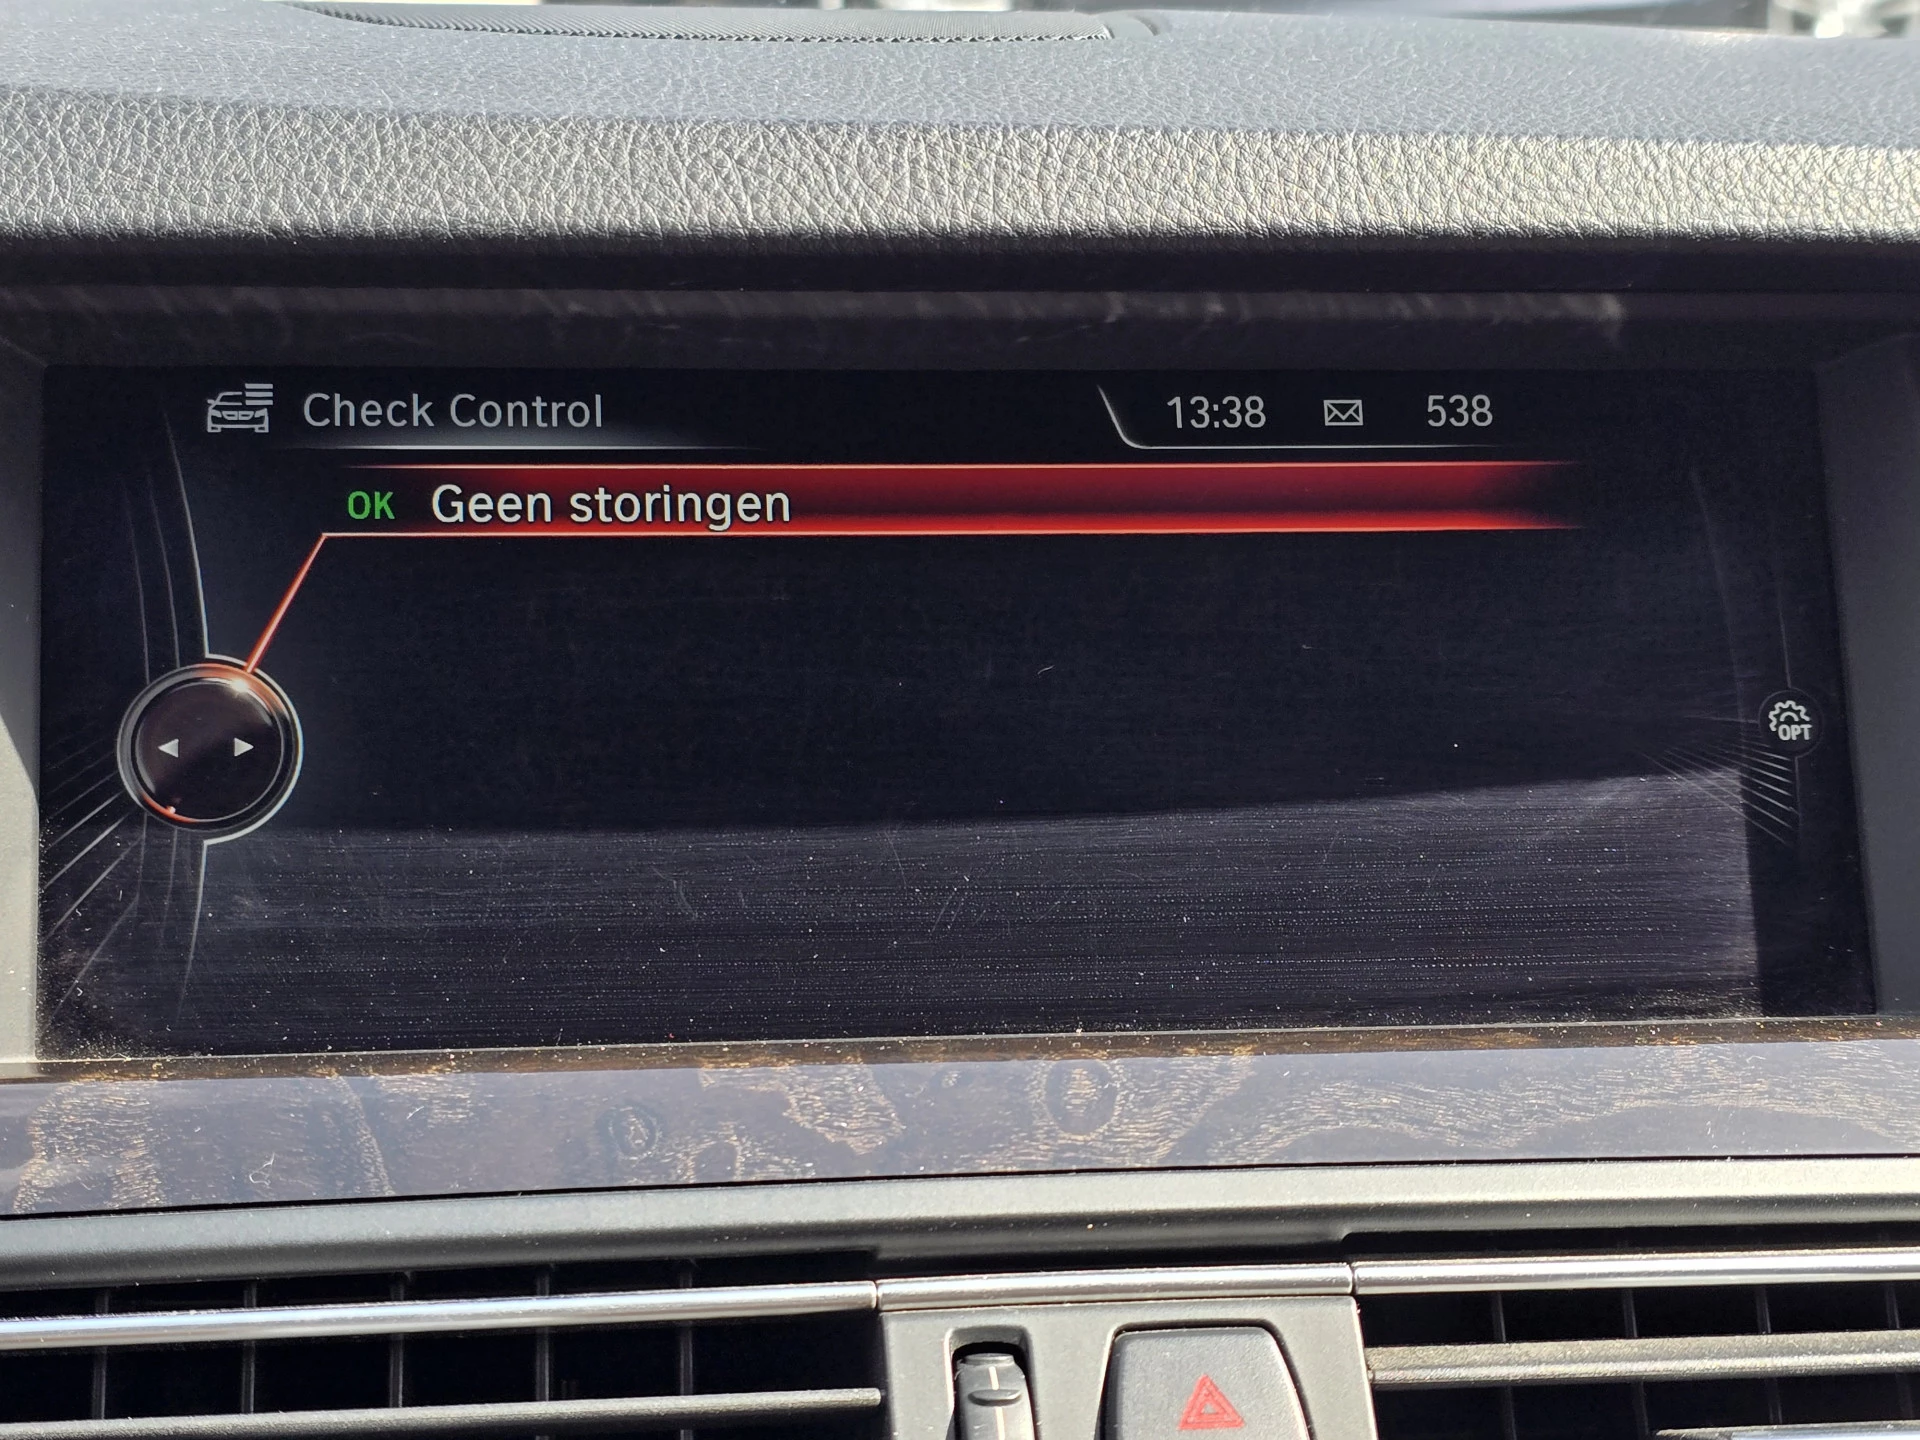 Check Control 13:38 538
OK Geen storingen
OPT